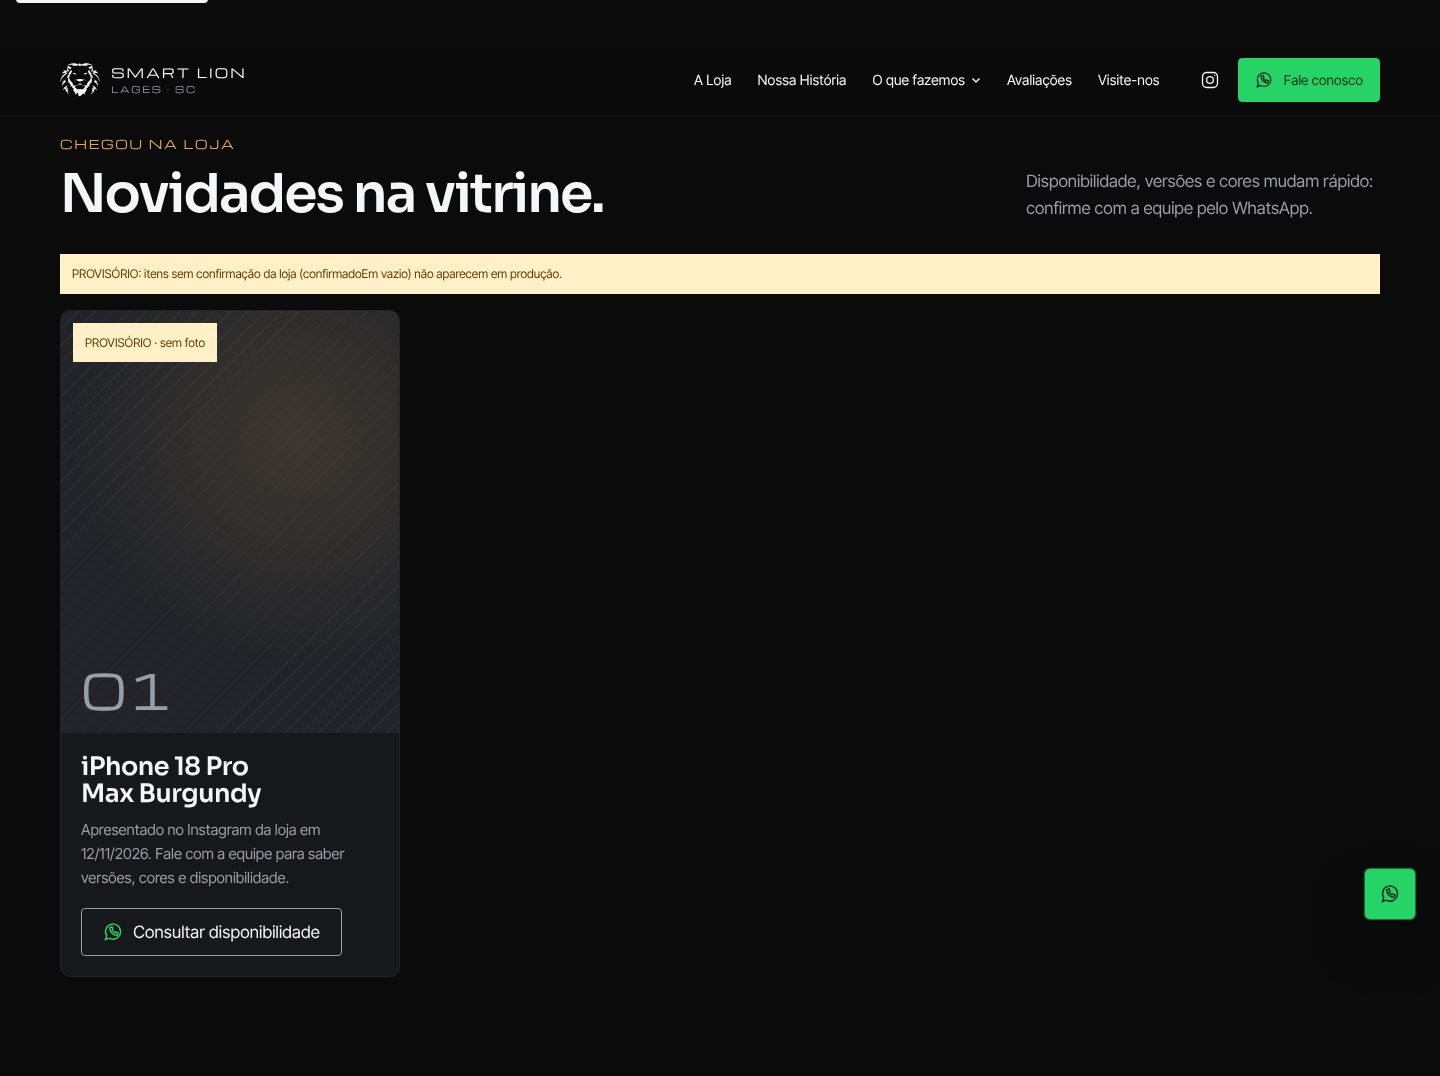 SMART LION
LAGES · SC
A Loja
Nossa História
O que fazemos
Avaliações
Visite-nos
Fale conosco
CHEGOU NA LOJA
Novidades na vitrine.
Disponibilidade, versões e cores mudam rápido:
confirme com a equipe pelo WhatsApp.
PROVISÓRIO: itens sem confirmação da loja (confirmadoEm vazio) não aparecem em produção.
PROVISÓRIO · sem foto
01
iPhone 18 Pro
Max Burgundy
Apresentado no Instagram da loja em
12/11/2026. Fale com a equipe para saber
versões, cores e disponibilidade.
Consultar disponibilidade